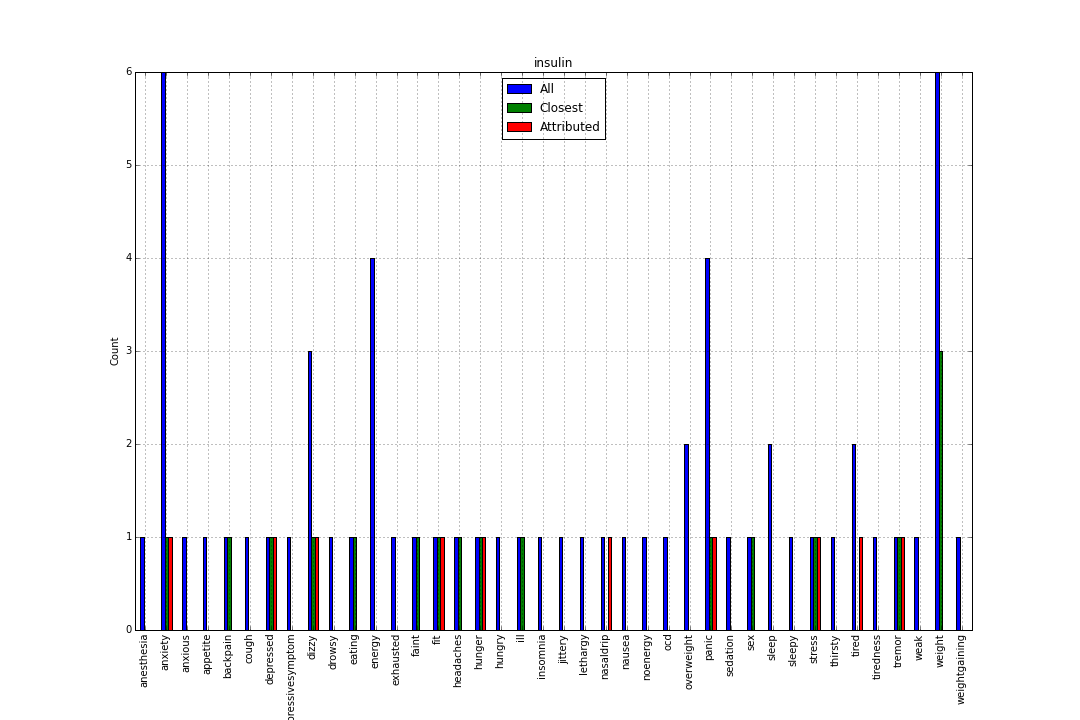 insulin
All
Closest
Attributed
6
5
4
3
2
1
0
Count
anesthesia
anxiety
anxious
appetite
backpain
cough
depressed
pressivesymptom
dizzy
drowsy
eating
energy
exhausted
faint
fit
headaches
hunger
hungry
ill
insomnia
jittery
lethargy
nasaldrip
nausea
noenergy
ocd
overweight
panic
sedation
sex
sleep
sleepy
stress
thirsty
tired
tiredness
tremor
weak
weight
weightgaining